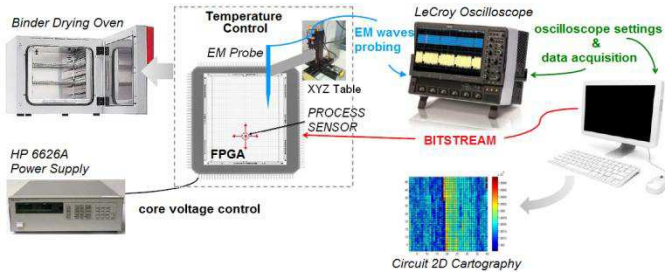 Binder Drying Oven
Temperature
Control
EM Probe
XYZ Table
PROCESS
SENSOR
FPGA
EM waves
probing
LeCroy Oscilloscope
oscilloscope settings
&
data acquisition
BITSTREAM
HP 6626A
Power Supply
core voltage control
Circuit 2D Cartography